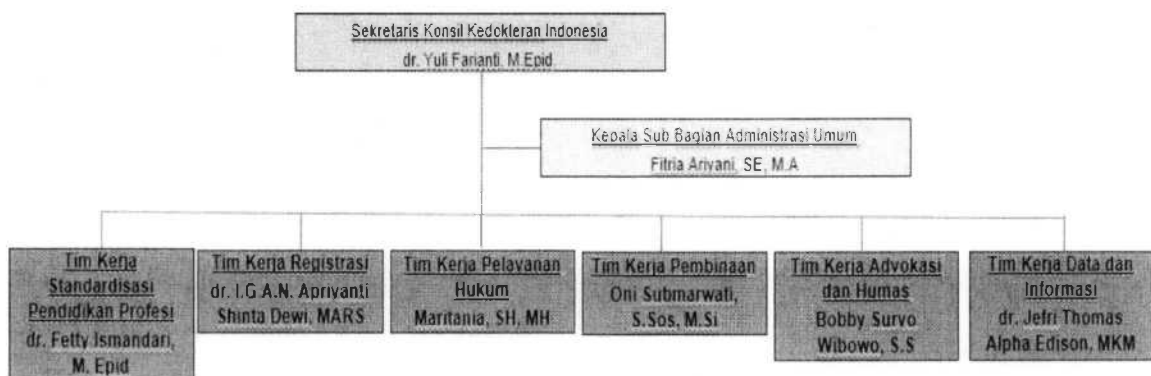 Sekretaris Konsil Kedokteran Indonesia
dr. Yuli Farianti, M.Epid
Kepala Sub Bagian Administrasi Umum
Fitria Ariyani, SE, M.A
Tim Kerja
Standardisasi
Pendidikan Profesi
dr. Fetty Ismandari,
M. Epid
Tim Kerja Registrasi
dr. I.G.A.N. Apriyanti
Shinta Dewi, MARS
Tim Kerja Pelayanan
Hukum
Maritania, SH, MH
Tim Kerja Pembinaan
Oni Submarwati,
S.Sos, M.Si
Tim Kerja Advokasi
dan Humas
Bobby Suryo
Wibowo, S.S
Tim Kerja Data dan
Informasi
dr. Jefri Thomas
Alpha Edison, MKM